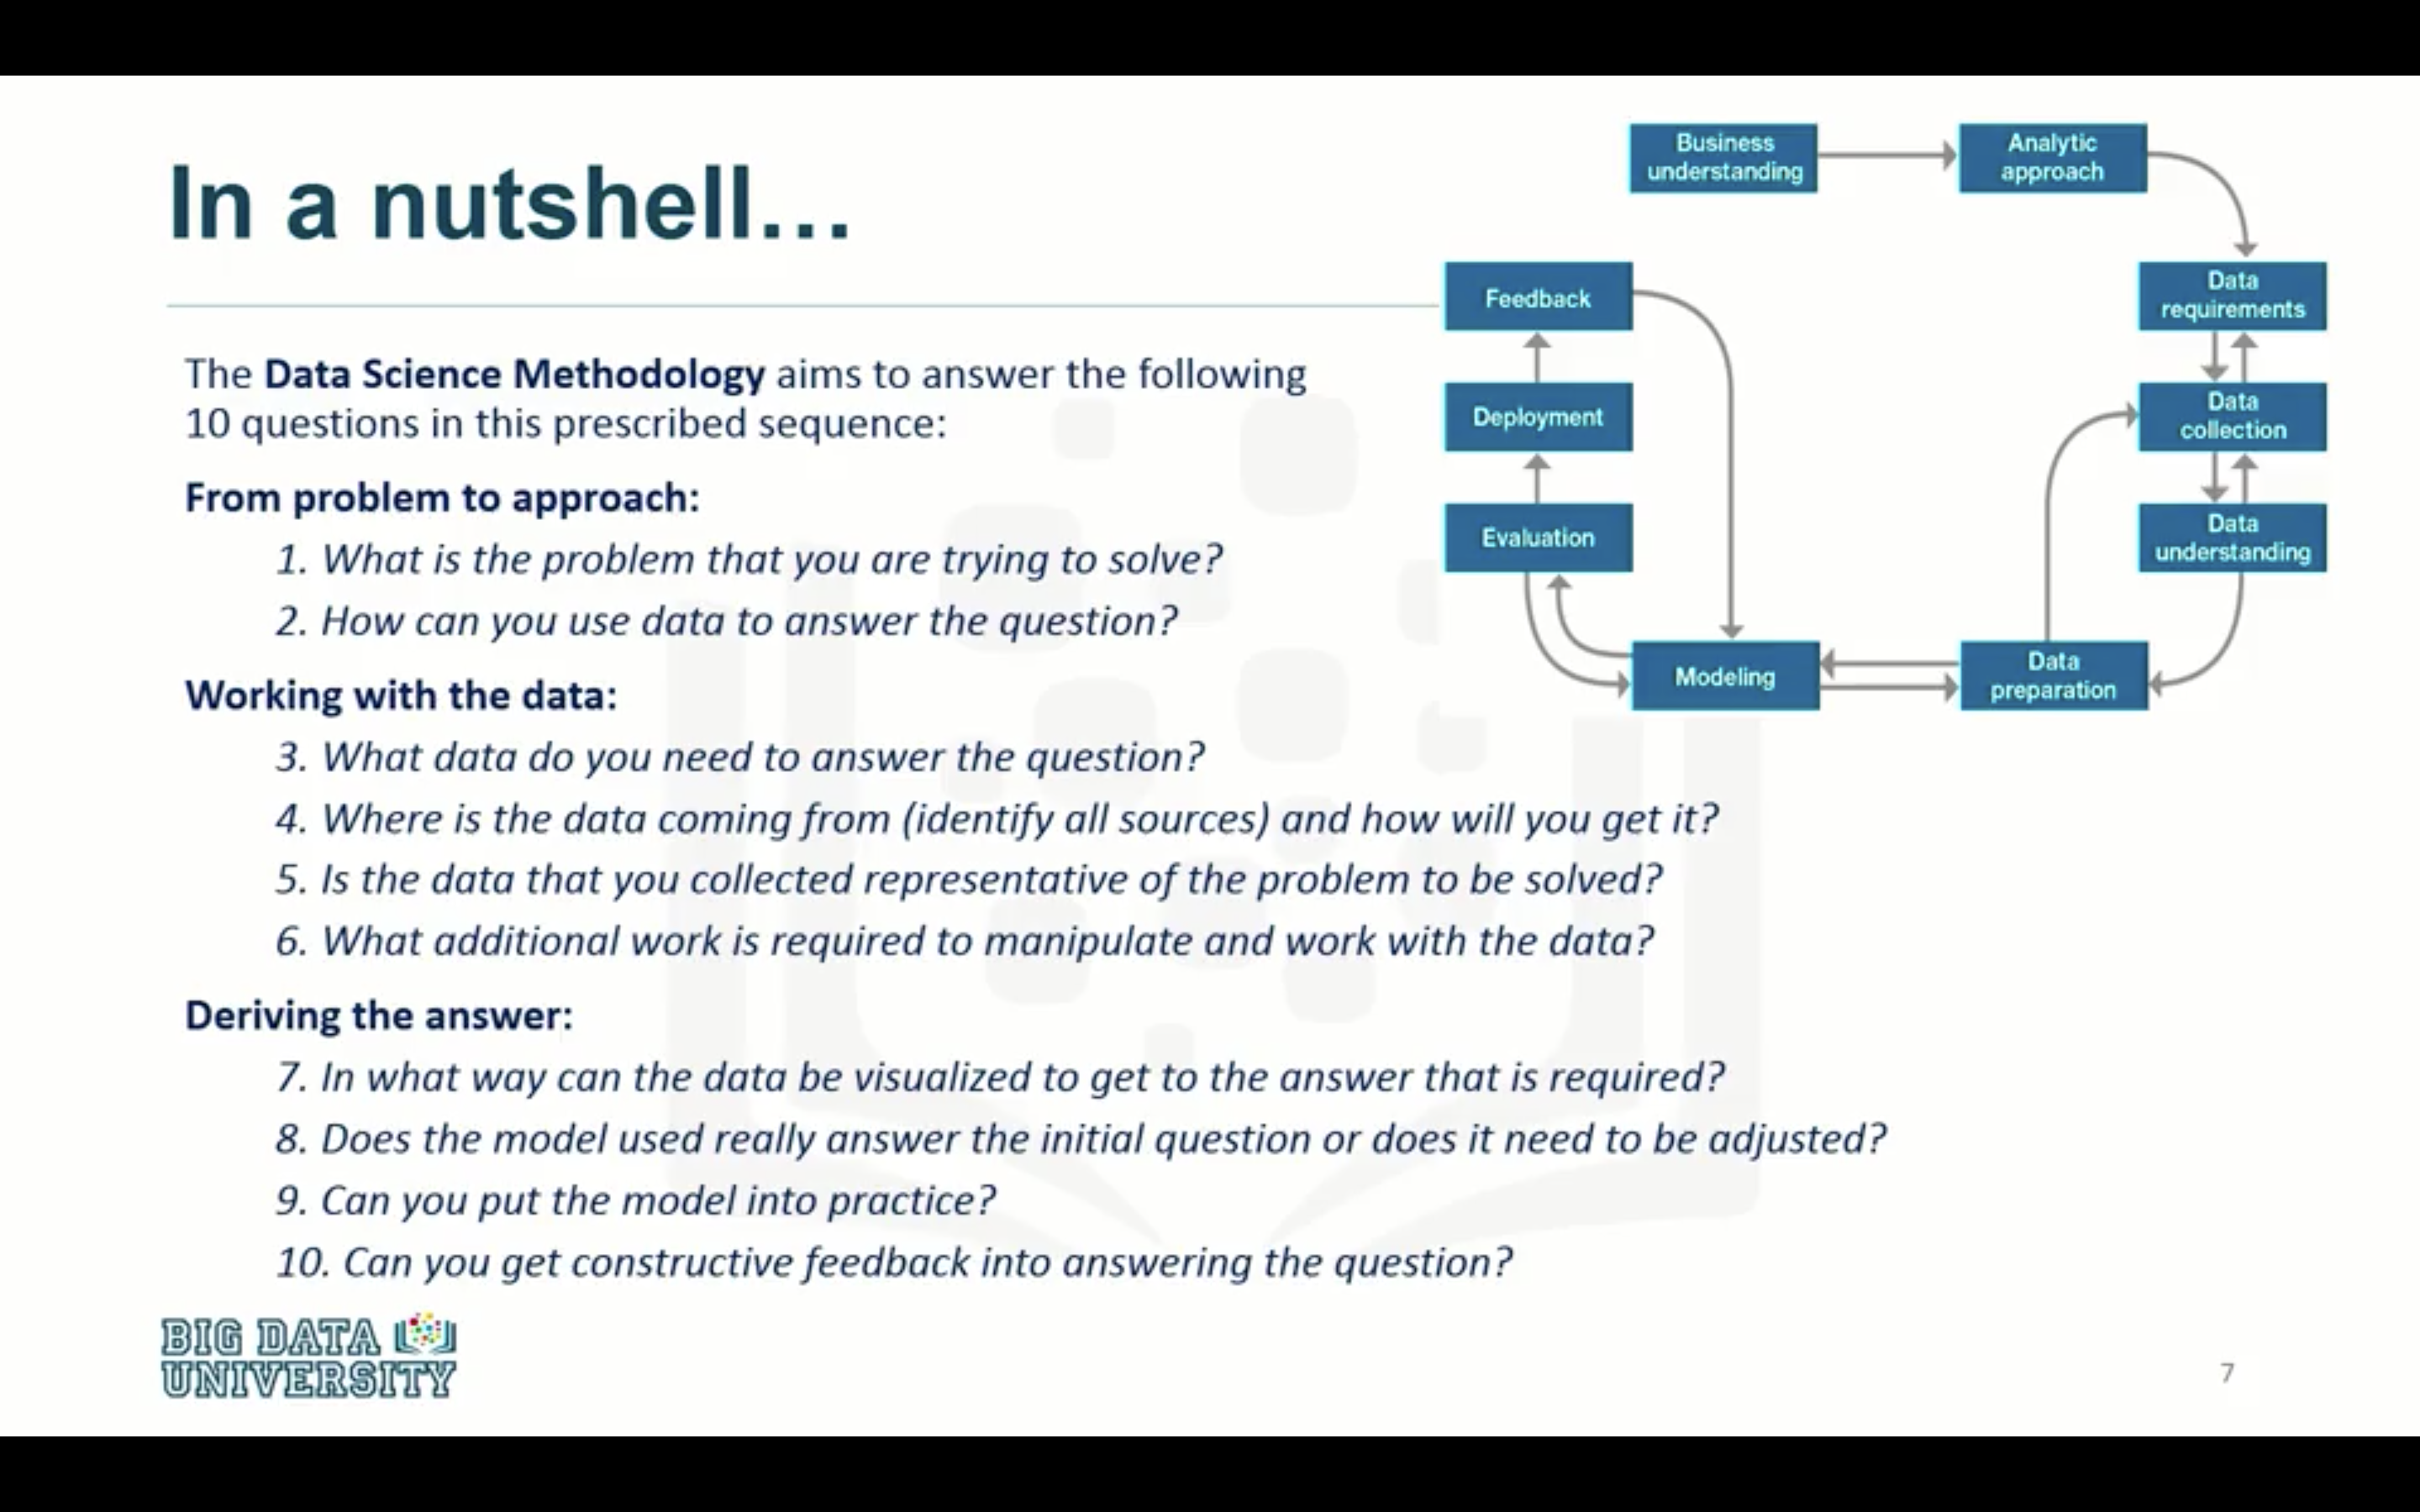 In a nutshell...
The Data Science Methodology aims to answer the following
10 questions in this prescribed sequence:
From problem to approach:
1. What is the problem that you are trying to solve?
2. How can you use data to answer the question?
Working with the data:
3. What data do you need to answer the question?
4. Where is the data coming from (identify all sources) and how will you get it?
5. Is the data that you collected representative of the problem to be solved?
6. What additional work is required to manipulate and work with the data?
Deriving the answer:
7. In what way can the data be visualized to get to the answer that is required?
8. Does the model used really answer the initial question or does it need to be adjusted?
9. Can you put the model into practice?
10. Can you get constructive feedback into answering the question?
Business
understanding
Analytic
approach
Data
requirements
Data
collection
Data
understanding
Data
preparation
Modeling
Evaluation
Deployment
Feedback
BIG DATA
UNIVERSITY
7